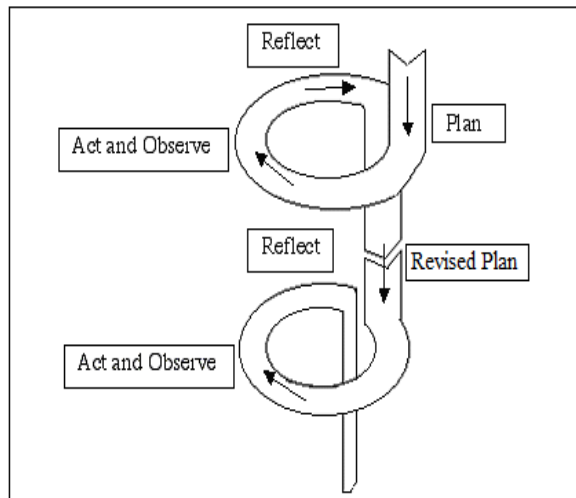 Reflect
Plan
Act and Observe
Reflect
Revised Plan
Act and Observe